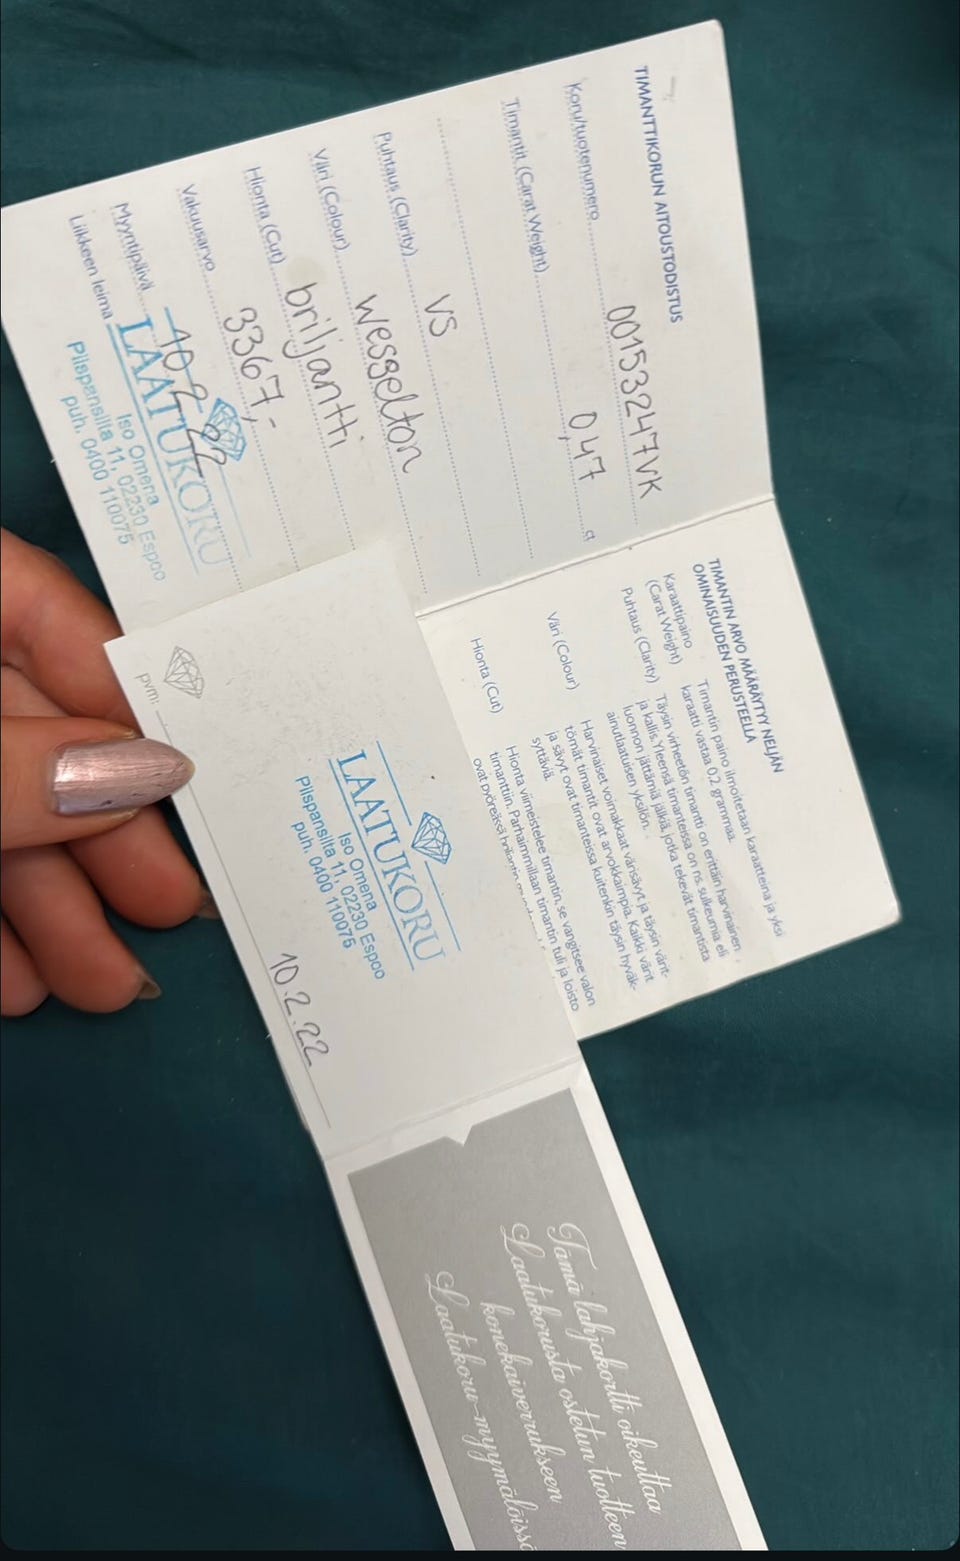 TIMANTTIKORUN AITOUSTODISTUS
Koru/tuotenumero 001532477VK
Timantit (Carat Weight) 0,47 ct
Puhtaus (Clarity) VS
Väri (Colour) wesselton
Hionta (Cut) briljantti
Vakuusarvo 3367,-
Myyntipäivä 10.2.22
Liikkeen leima LAATUKORU
Iso Omena
Piispansilta 11, 02230 Espoo
puh. 0400 110075
TIMANTIN ARVO MÄÄRÄYTYY NELJÄN
OMINAISUUDEN PERUSTEELLA
Karaattipaino
(Carat Weight)
Timantin paino ilmoitetaan karaatteina ja yksi
karaatti vastaa 0.2 grammaa.
Puhtaus (Clarity)
Täysin virheetön timantti on erittäin harvinainen
ja kallis. Yleensä timanteissa on ns. sulkeumia eli
luonnon jättämiä jälkiä, jotka tekevät timantista
ainutlaatuisen yksilön.
Väri (Colour)
Harvinaiset voimakkaat värisävyt ja täysin värit-
tömät timantit ovat arvokkaimpia. Kaikki värit
ja sävyt ovat timanteissa kuitenkin täysin hyväk-
syttäviä.
Hionta (Cut)
Hionta viimeistelee timantin, se vangitsee valon
timanttiin. Parhaimmillaan timantin tuli ja loisto
ovat pyöreissä
LAATUKORU
Iso Omena
Piispansilta 11, 02230 Espoo
puh. 0400 110075
pvm: 10.2.22
Tämä lahjakortti oikeuttaa
Laatukorusta ostetun tuotteen
konekaiverrukseen
Laatukoru-myymälöissä